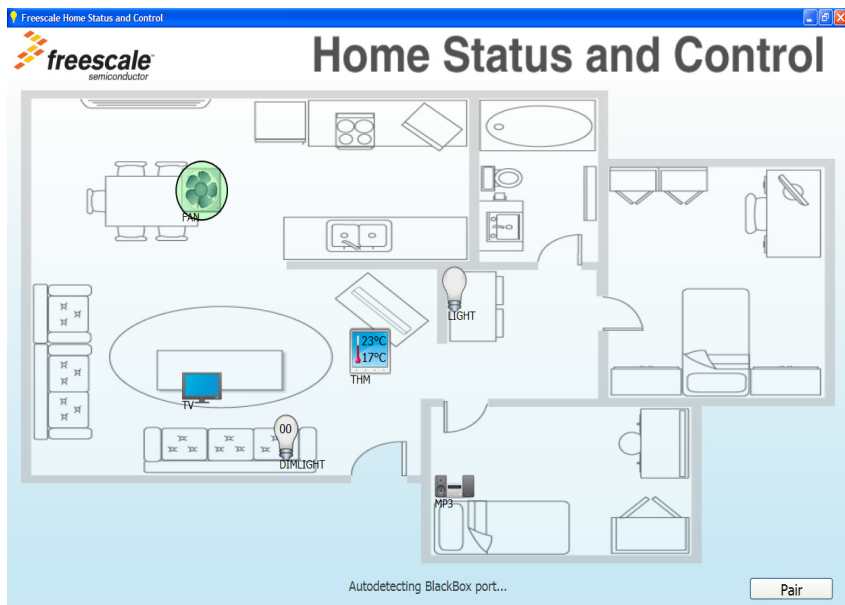 Freescale Home Status and Control
freescale™
semiconductor
Home Status and Control
FAN
LIGHT
23°C
17°C
THM
TV
00
DIMLIGHT
MP3
Autodetecting BlackBox port...
Pair